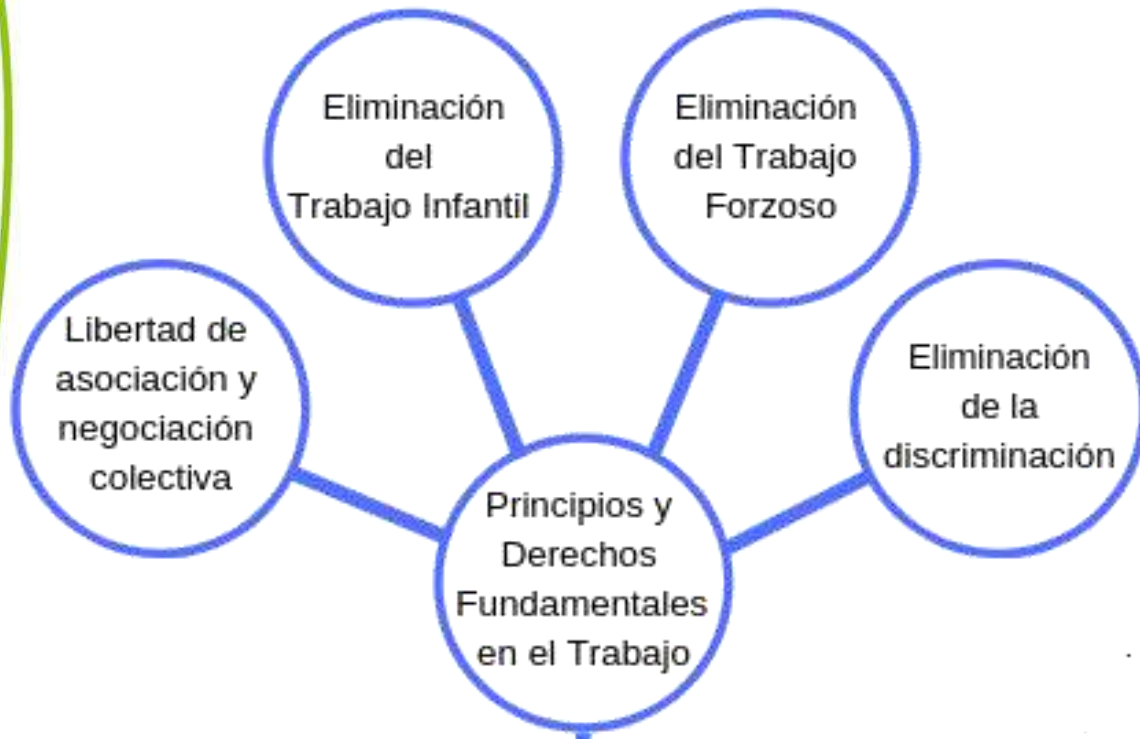 Eliminación
del
Trabajo Infantil
Eliminación
del Trabajo
Forzoso
Libertad de
asociación y
negociación
colectiva
Eliminación
de la
discriminación
Principios y
Derechos
Fundamentales
en el Trabajo